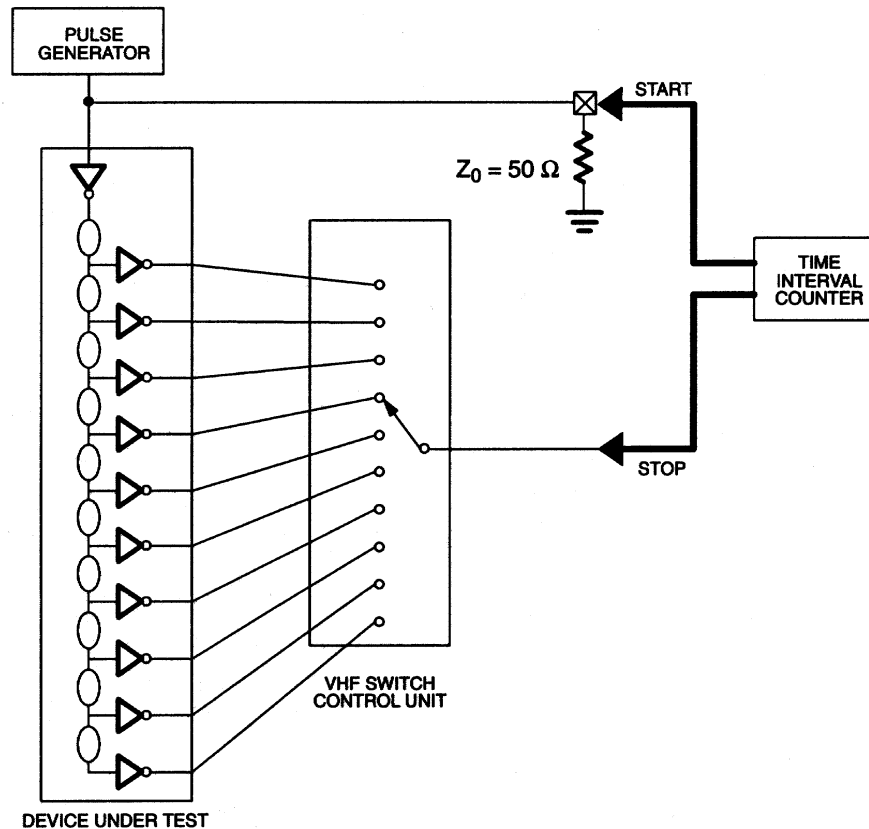 PULSE
GENERATOR
START
Z₀ = 50 Ω
TIME
INTERVAL
COUNTER
STOP
VHF SWITCH
CONTROL UNIT
DEVICE UNDER TEST